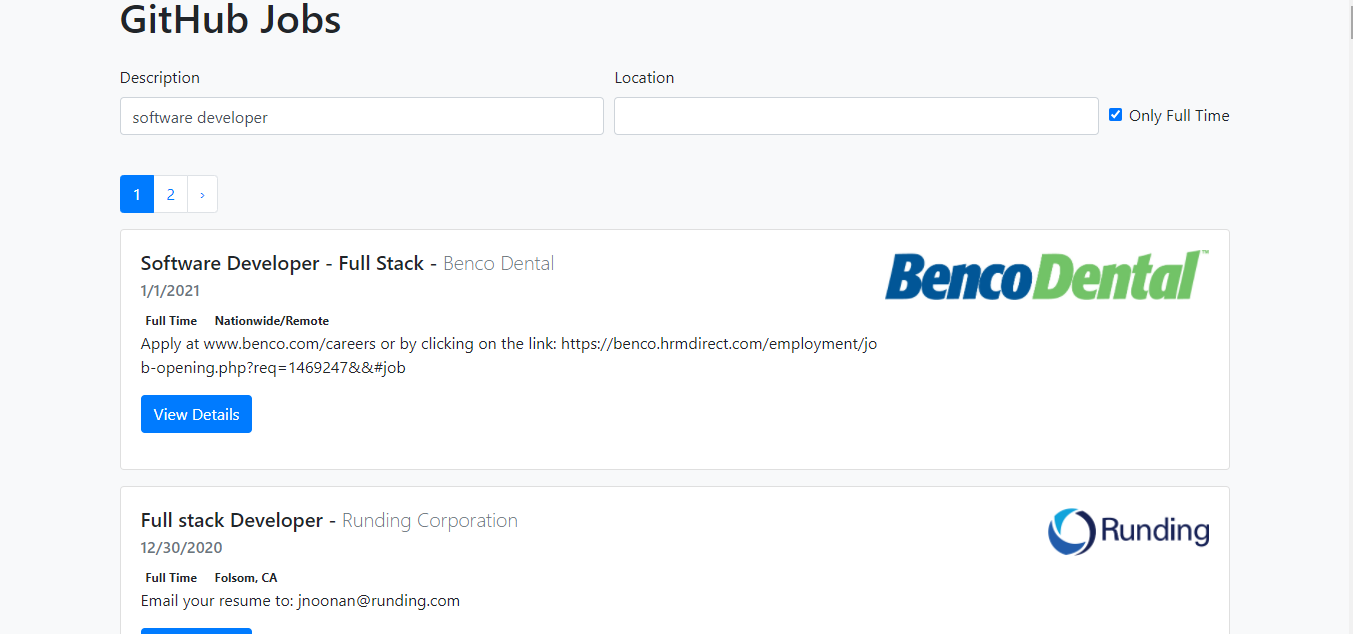 GitHub Jobs
Description
Location
software developer
Only Full Time
1 2 ›
Software Developer - Full Stack - Benco Dental
BencoDental™
1/1/2021
Full Time Nationwide/Remote
Apply at www.benco.com/careers or by clicking on the link: https://benco.hrmdirect.com/employment/jo
b-opening.php?req=1469247&&#job
View Details
Full stack Developer - Runding Corporation
Runding
12/30/2020
Full Time Folsom, CA
Email your resume to: jnoonan@runding.com